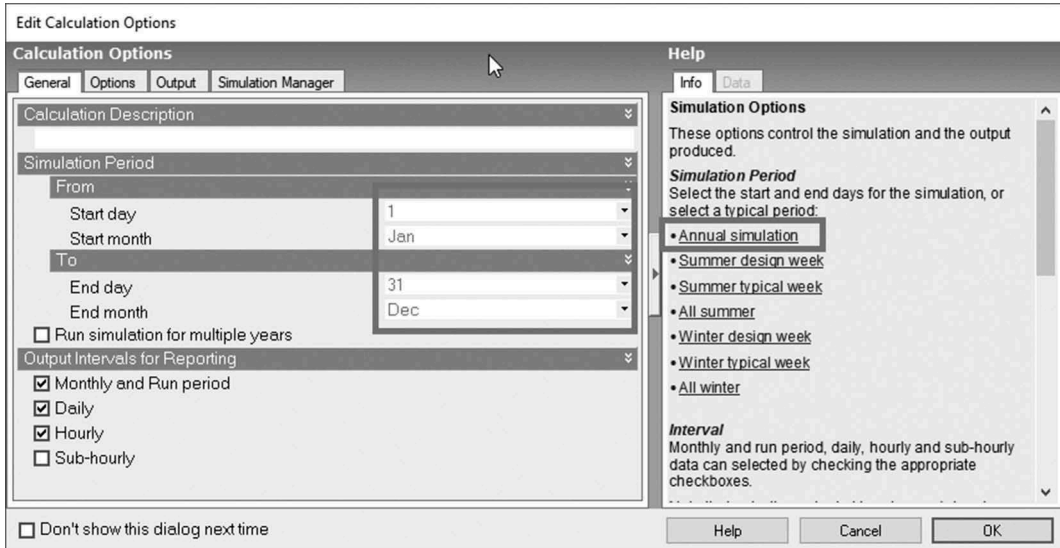 Edit Calculation Options
Calculation Options
General Options Output Simulation Manager
Calculation Description
Simulation Period
From
Start day 1
Start month Jan
To
End day 31
End month Dec
Run simulation for multiple years
Output Intervals for Reporting
Monthly and Run period
Daily
Hourly
Sub-hourly
Don't show this dialog next time
Help
Info Data
Simulation Options
These options control the simulation and the output
produced.
Simulation Period
Select the start and end days for the simulation, or
select a typical period:
• Annual simulation
• Summer design week
• Summer typical week
• All summer
• Winter design week
• Winter typical week
• All winter
Interval
Monthly and run period, daily, hourly and sub-hourly
data can selected by checking the appropriate
checkboxes.
Help Cancel OK